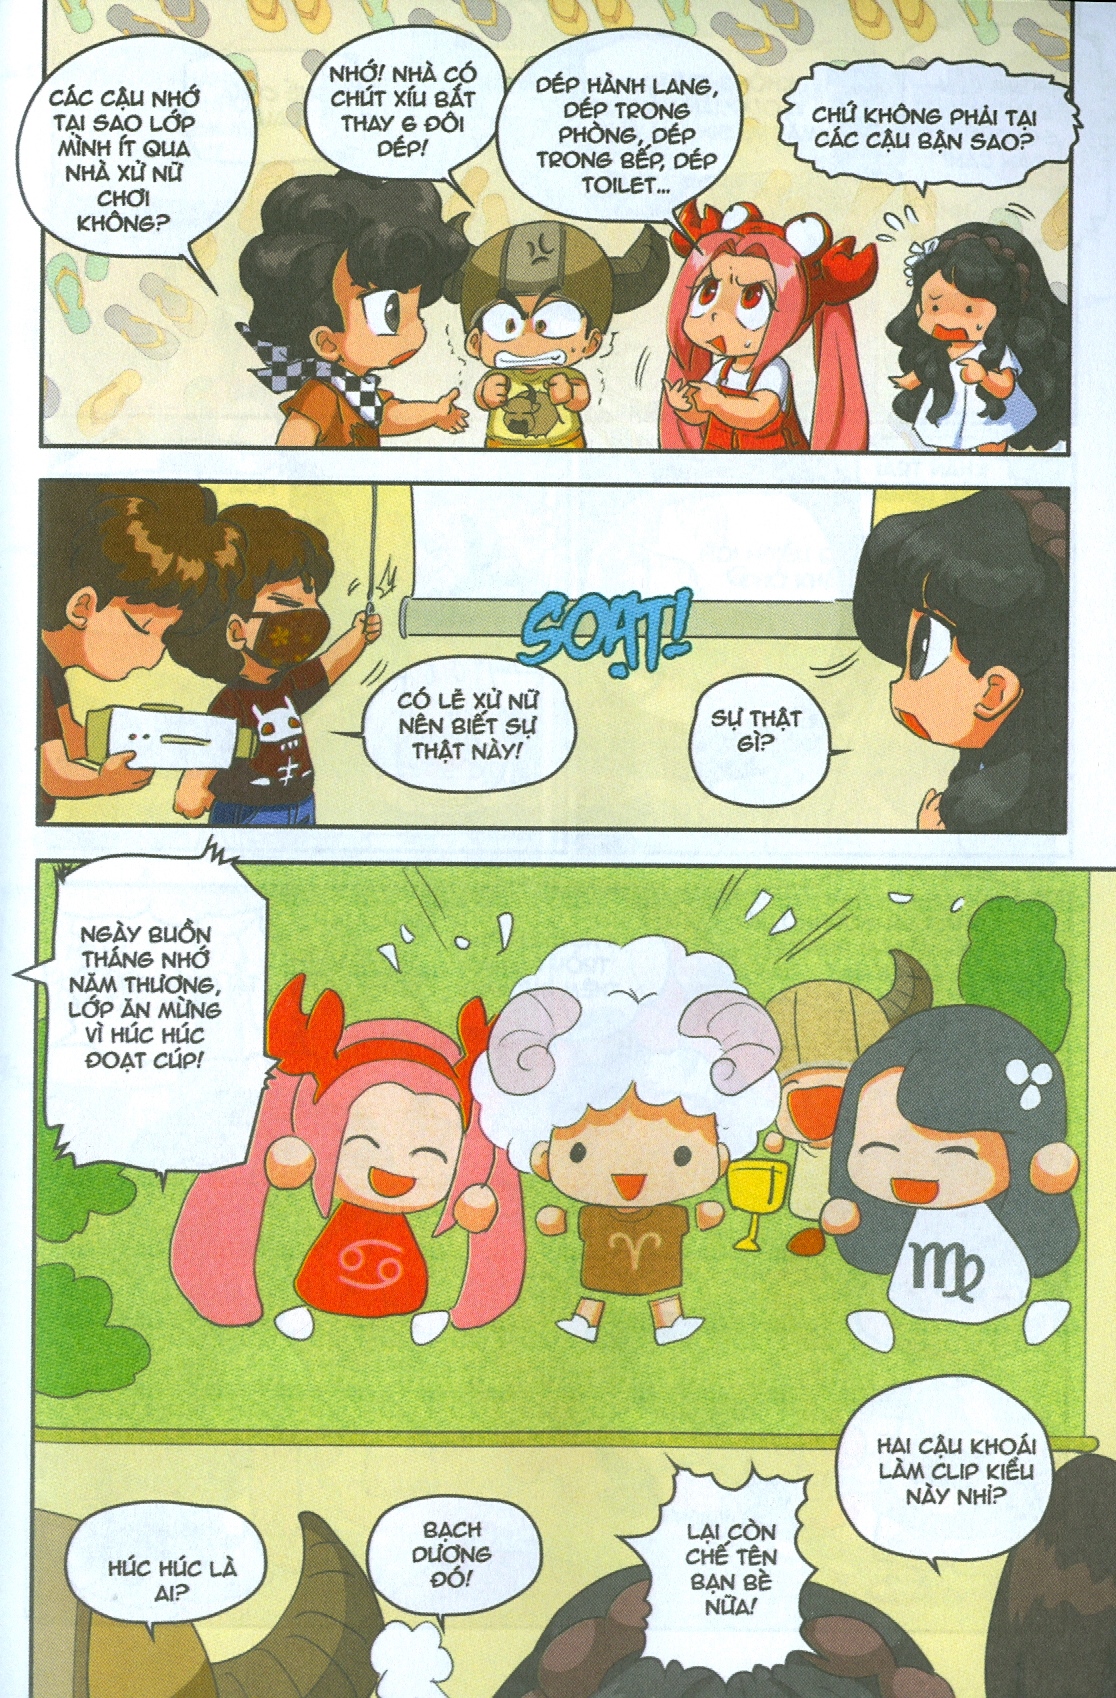 CÁC CẬU NHỚ
TẠI SAO LỚP
MÌNH ÍT QUA
NHÀ XỬ NỮ
CHƠI
KHÔNG?
NHỚ! NHÀ CÓ
CHÚT XÍU BẮT
THAY 6 ĐÔI
DÉP!
DÉP HÀNH LANG,
DÉP TRONG
PHÒNG, DÉP
TRONG BẾP, DÉP
TOILET...
CHỨ KHÔNG PHẢI TẠI
CÁC CẬU BẬN SAO?
SOẠT!
CÓ LẼ XỬ NỮ
NÊN BIẾT SỰ
THẬT NÀY!
SỰ THẬT
GÌ?
NGÀY BUỒN
THÁNG NHỚ
NĂM THƯƠNG,
LỚP ĂN MỪNG
VÌ HÚC HÚC
ĐOẠT CÚP!
HAI CẬU KHOÁI
LÀM CLIP KIỂU
NÀY NHỈ?
HÚC HÚC LÀ
AI?
BẠCH
DƯƠNG
ĐÓ!
LẠI CÒN
CHẾ TÊN
BẠN BÈ
NỮA!